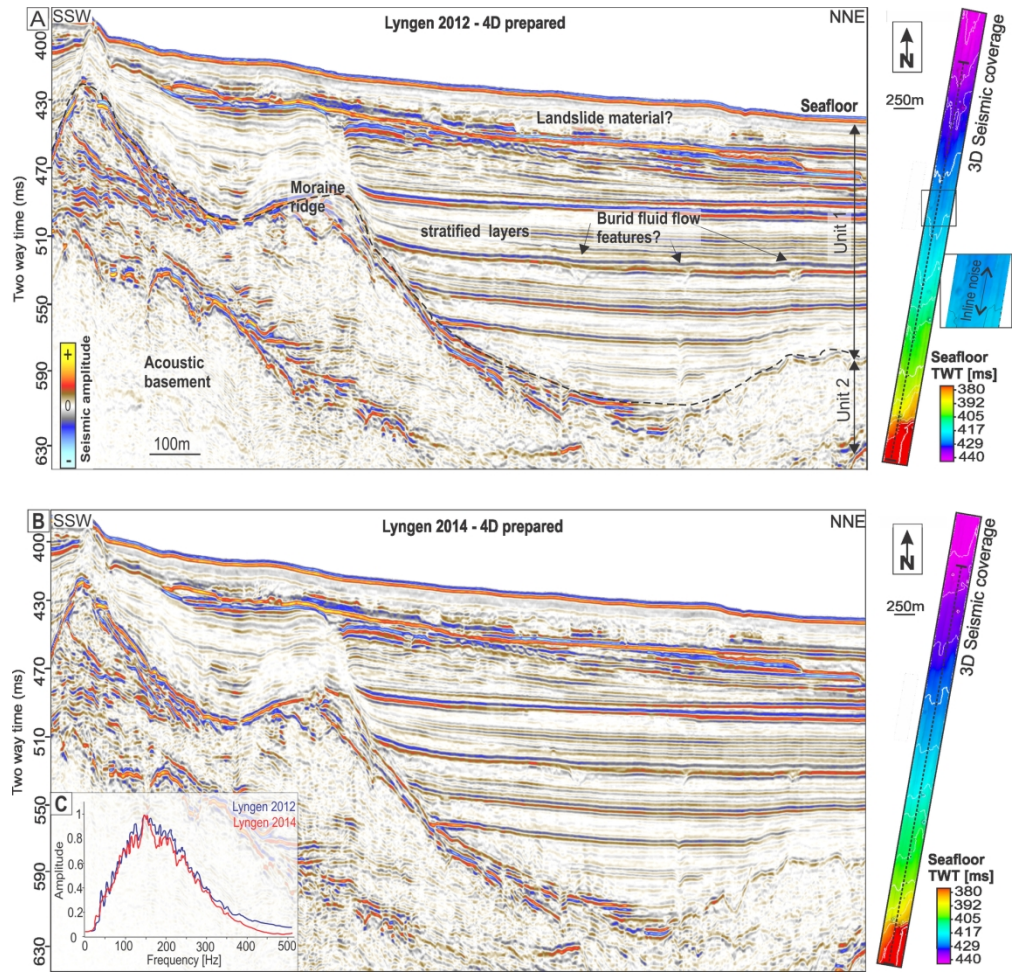 A
SSW
Lyngen 2012 - 4D prepared
NNE
400
430
470
510
550
590
630
Two way time (ms)
Seafloor
Landslide material?
Moraine
ridge
stratified layers
Burid fluid flow
features?
Unit 1
Unit 2
Acoustic
basement
100m
+
0
-
Seismic amplitude
N
250m
3D Seismic coverage
Inline noise
Seafloor
TWT [ms]
380
392
405
417
429
440
B
SSW
Lyngen 2014 - 4D prepared
NNE
400
430
470
510
550
590
630
Two way time (ms)
C
Lyngen 2012
Lyngen 2014
1
0.8
0.6
0.4
0.2
0
Amplitude
0
100
200
300
400
500
Frequency [Hz]
N
250m
3D Seismic coverage
Seafloor
TWT [ms]
380
392
405
417
429
440